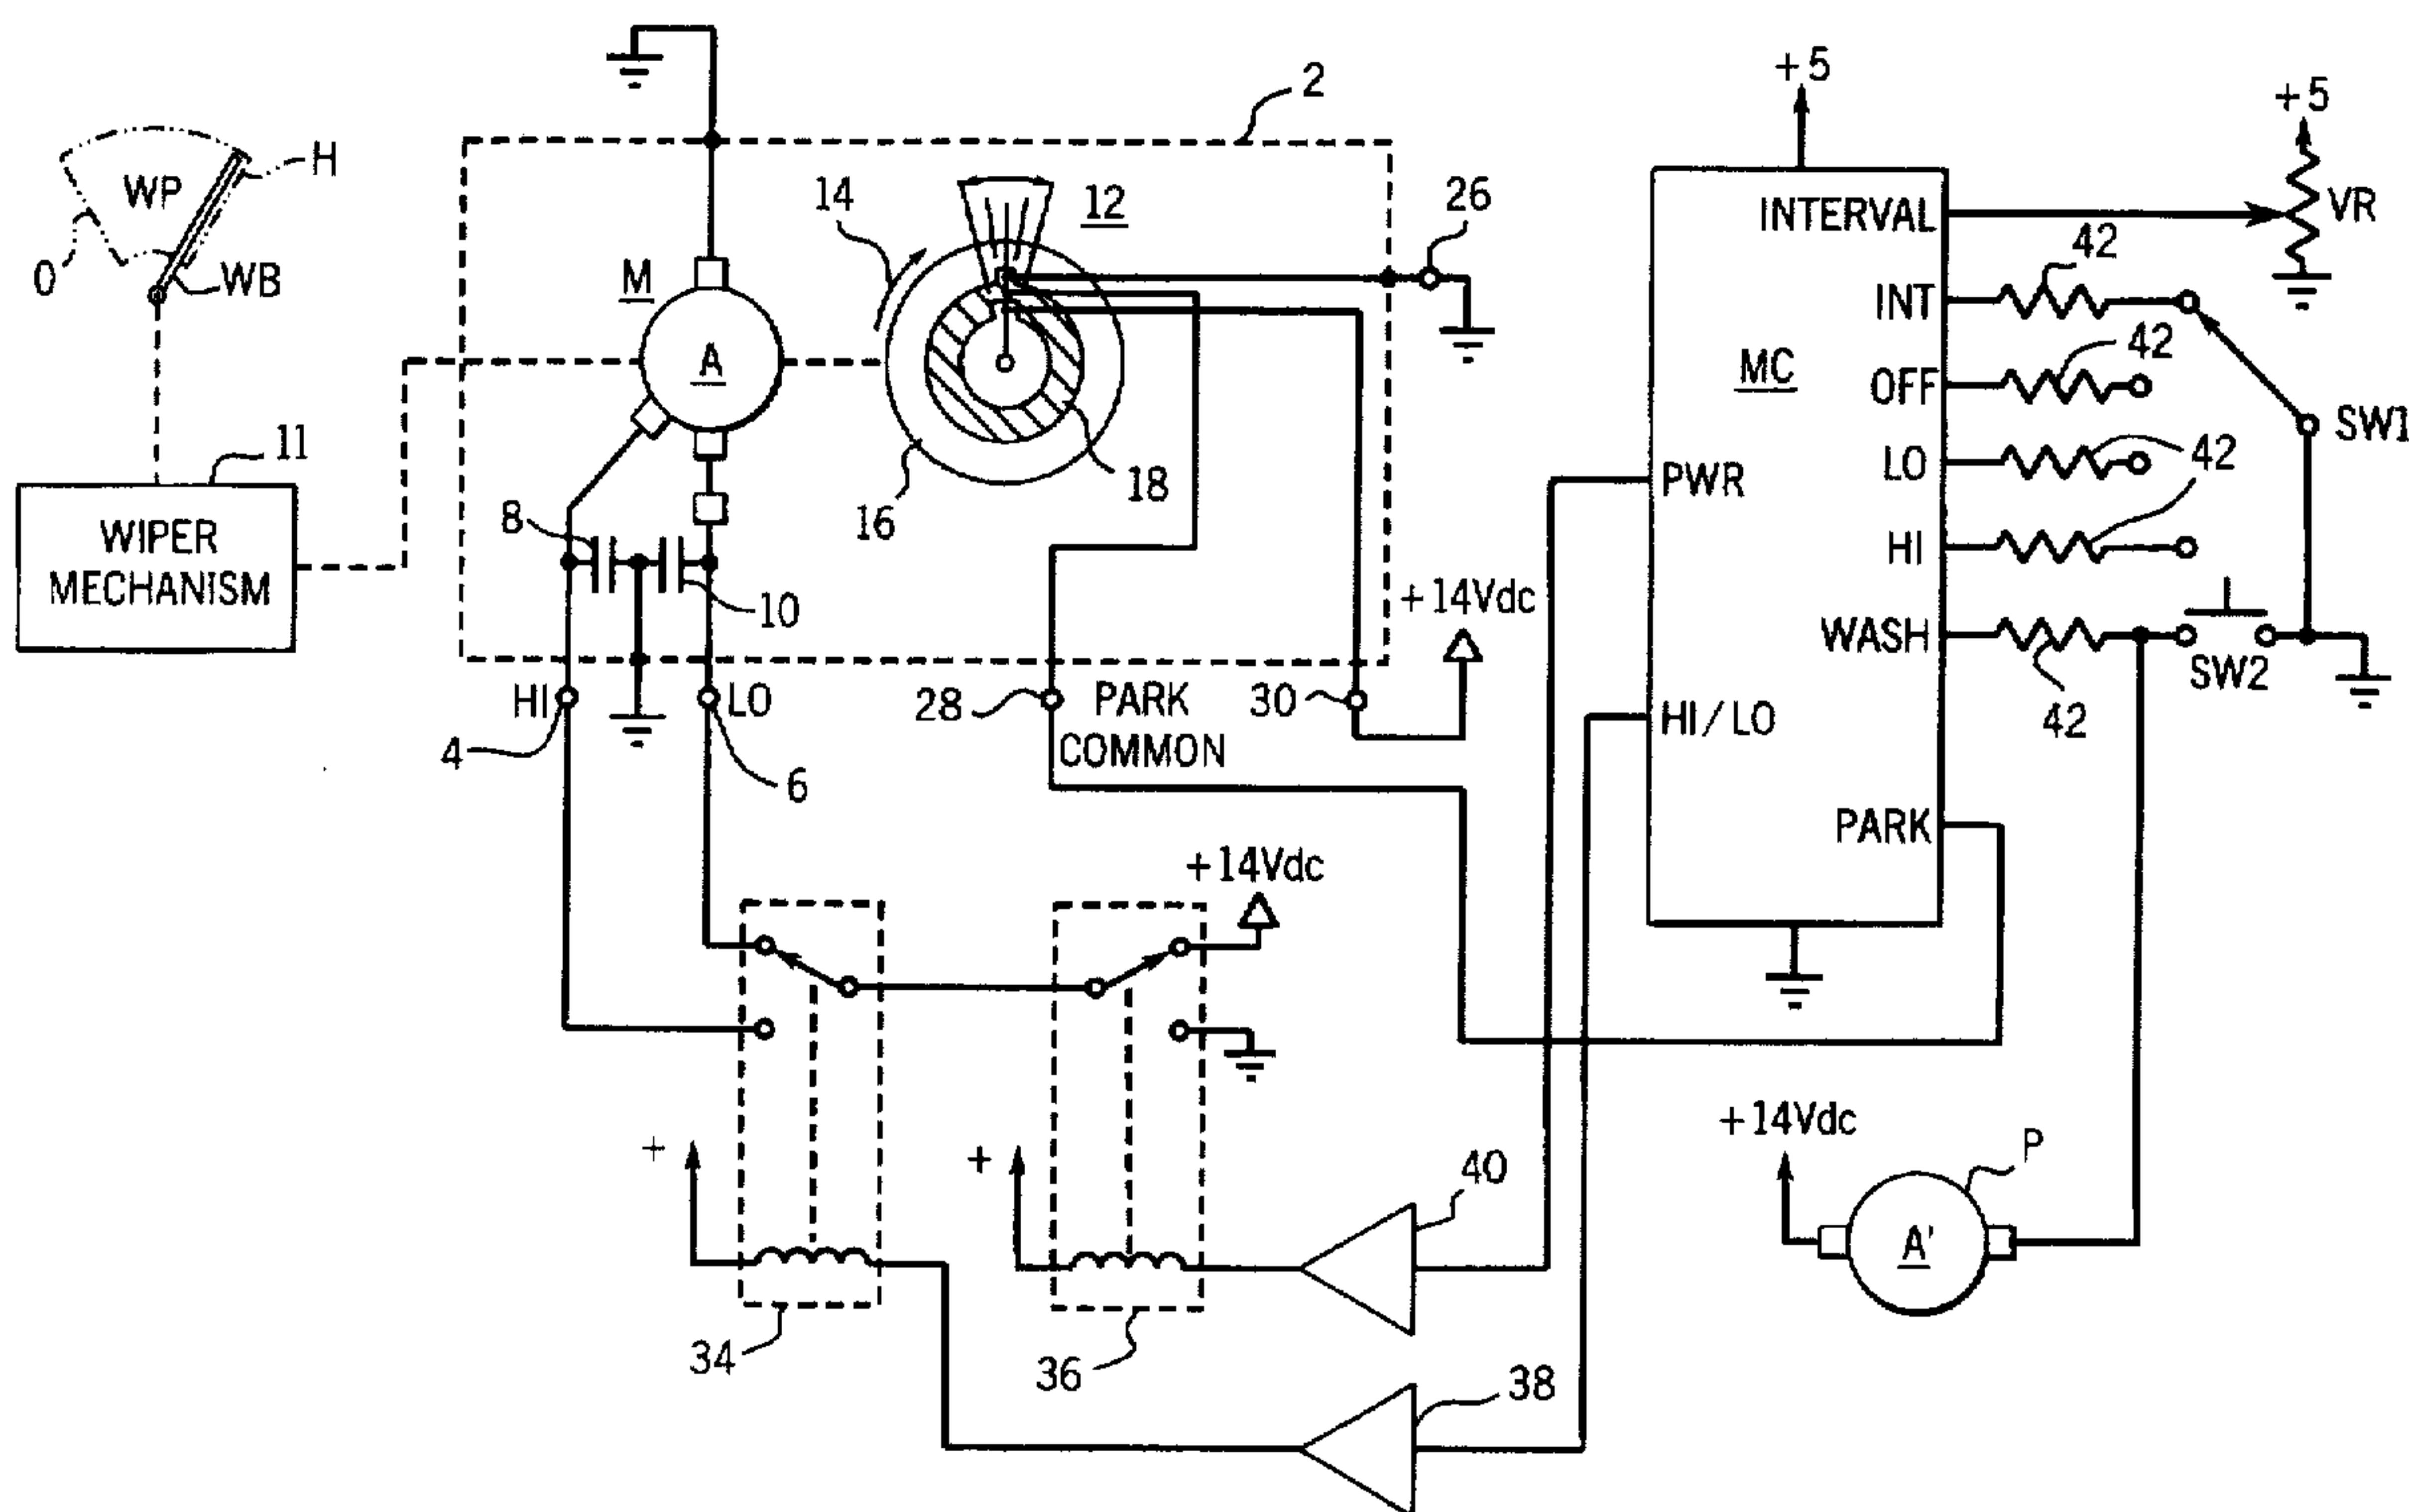 +5
+5
2
H
WP
14
12
26
INTERVAL
VR
42
O
WB
M
INT
A
MC
42
OFF
SW1
11
LO
42
18
PWR
8
16
WIPER
MECHANISM
HI
10
+14Vdc
WASH
SW2
HI
LO
28
PARK
COMMON
30
HI/LO
42
4
6
PARK
+14Vdc
+14Vdc
P
+
+
40
A'
34
36
38